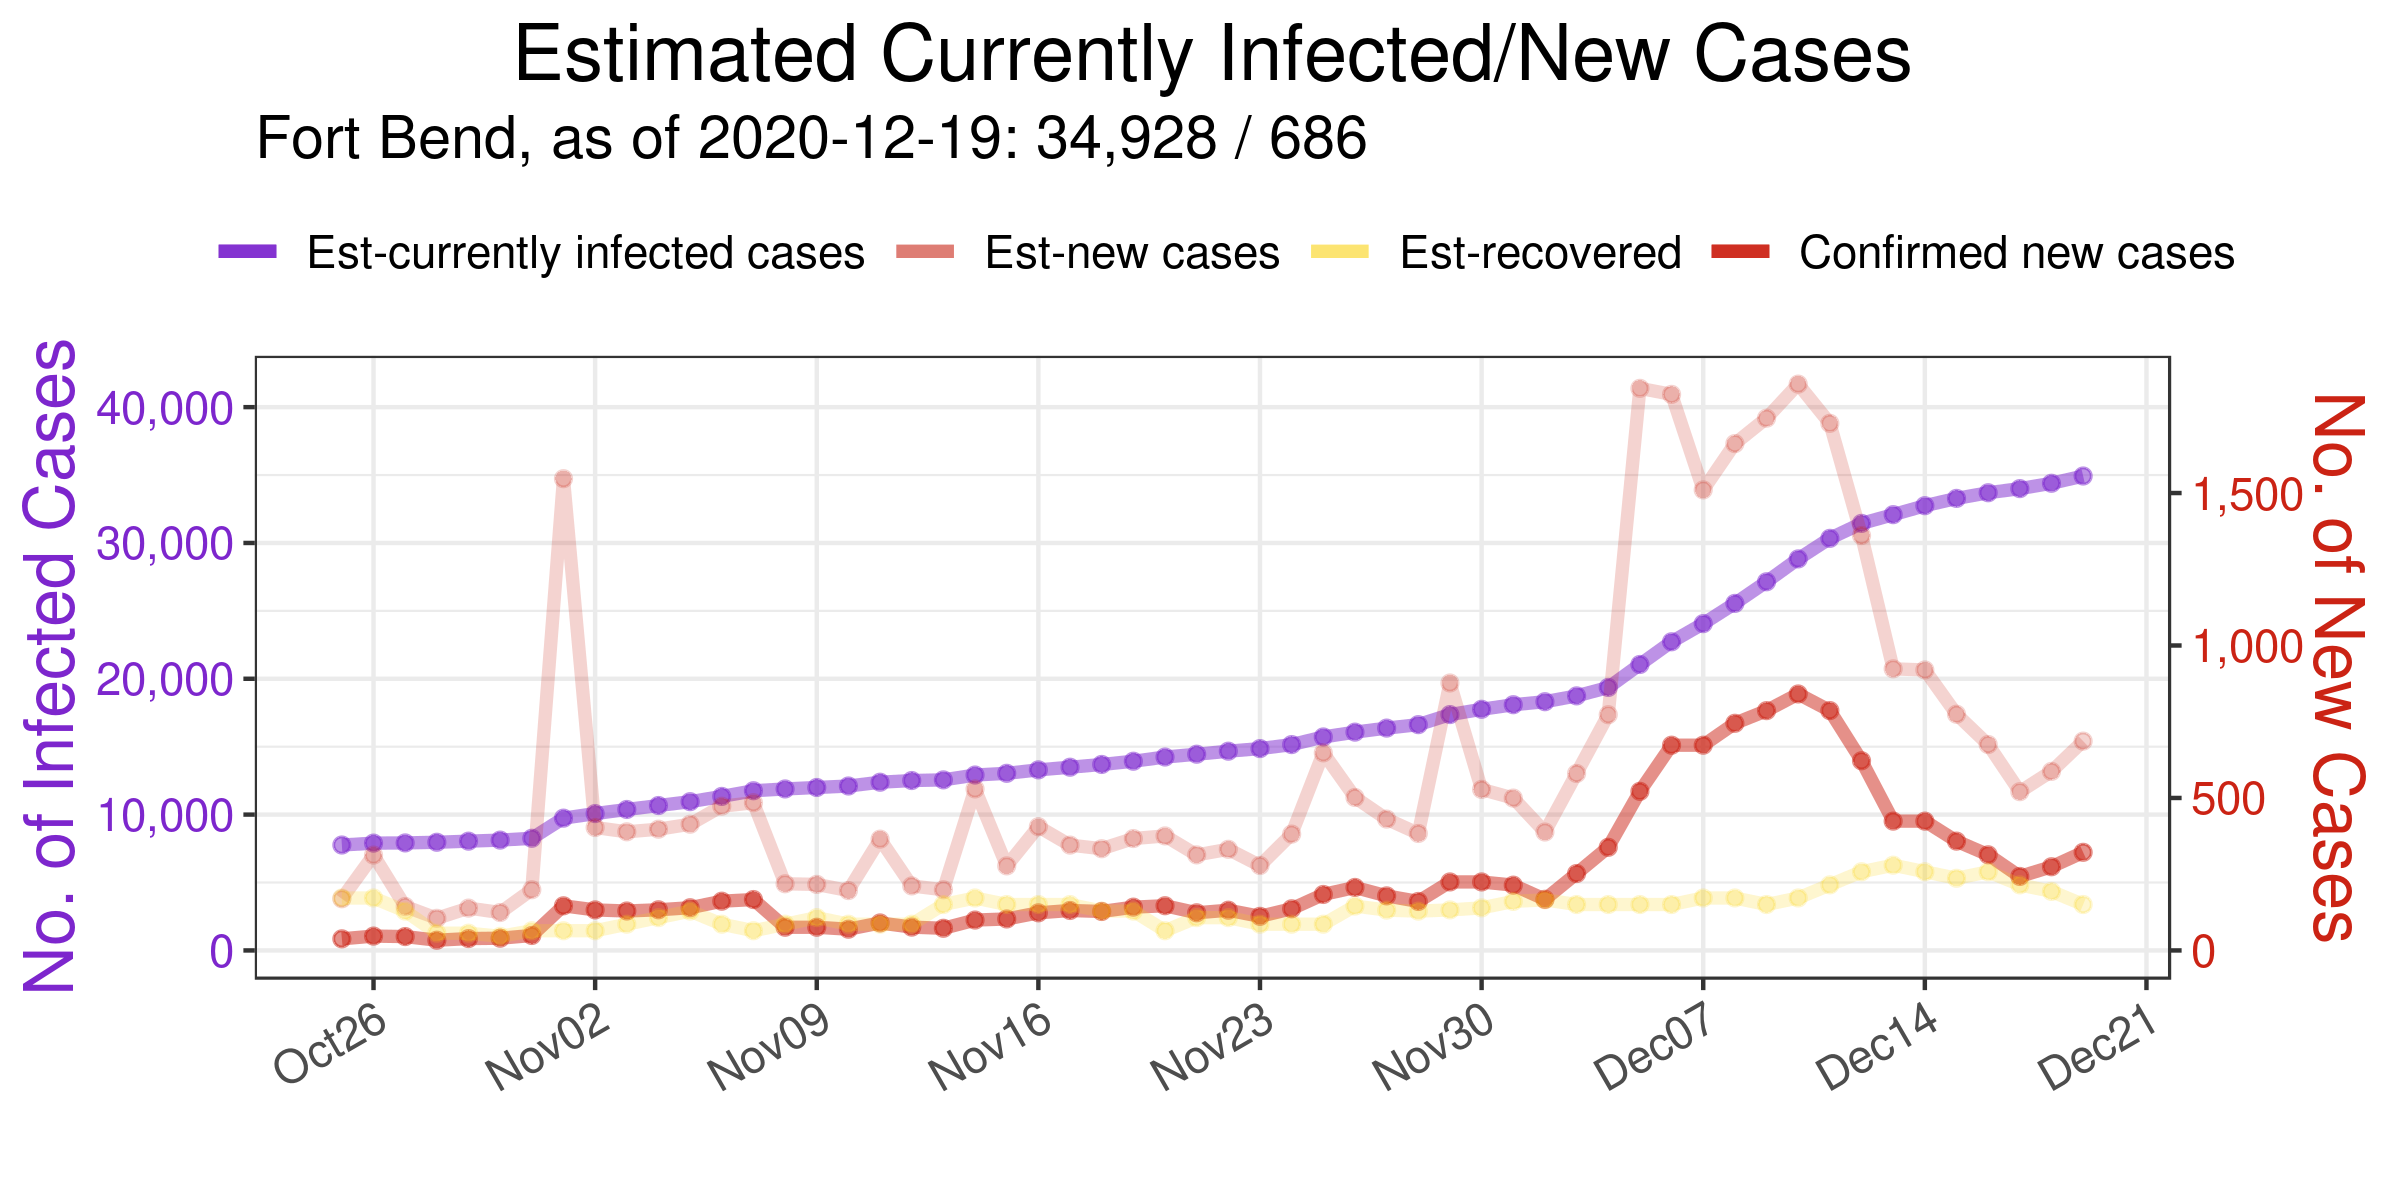 Estimated Currently Infected/New Cases
Fort Bend, as of 2020-12-19: 34,928 / 686
Est-currently infected cases Est-new cases Est-recovered Confirmed new cases
No. of Infected Cases
40,000
30,000
20,000
10,000
0
1,500
1,000
500
0
No. of New Cases
Oct26 Nov02 Nov09 Nov16 Nov23 Nov30 Dec07 Dec14 Dec21